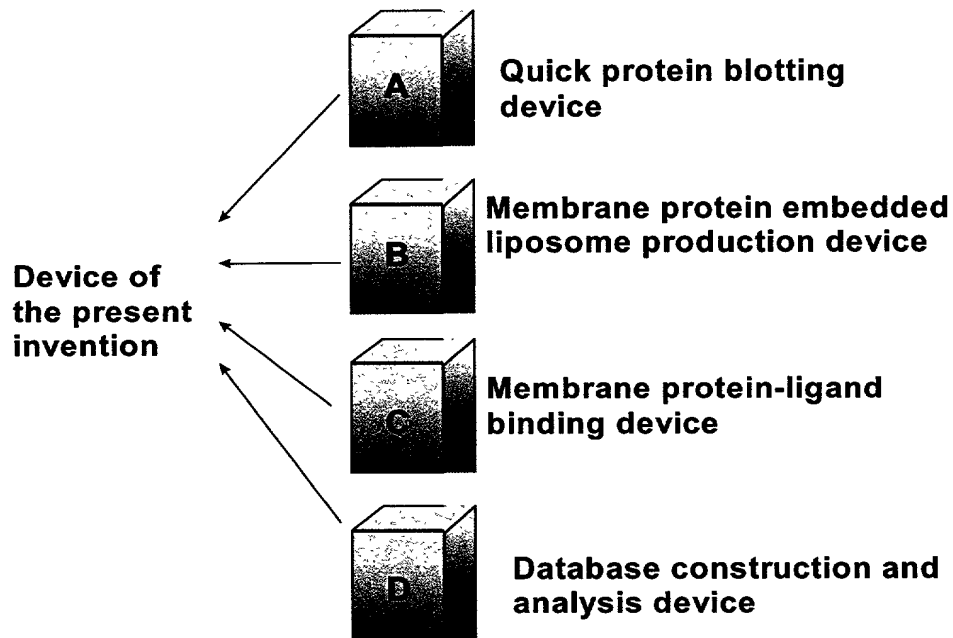 A
Quick protein blotting
device
B
Membrane protein embedded
liposome production device
Device of
the present
invention
C
Membrane protein-ligand
binding device
D
Database construction and
analysis device